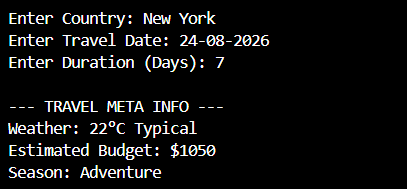 Enter Country: New York
Enter Travel Date: 24-08-2026
Enter Duration (Days): 7
--- TRAVEL META INFO ---
Weather: 22°C Typical
Estimated Budget: $1050
Season: Adventure